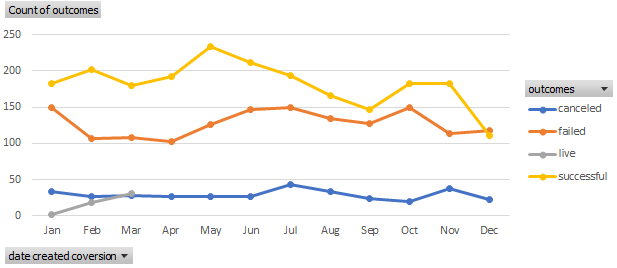 Count of outcomes
250
200
150
100
50
0
Jan Feb Mar Apr May Jun Jul Aug Sep Oct Nov Dec
outcomes
canceled
failed
live
successful
date created coversion